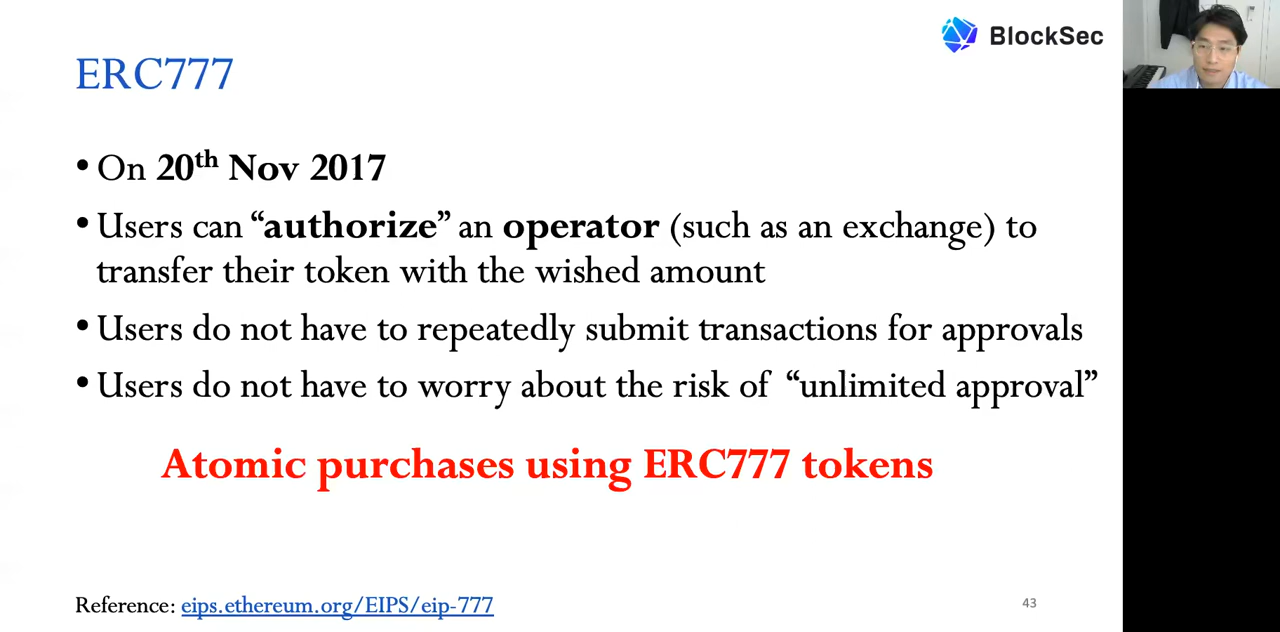 BlockSec
ERC777
• On 20th Nov 2017
• Users can “authorize” an operator (such as an exchange) to
transfer their token with the wished amount
• Users do not have to repeatedly submit transactions for approvals
• Users do not have to worry about the risk of “unlimited approval”
Atomic purchases using ERC777 tokens
Reference: eips.ethereum.org/EIPS/eip-777
43